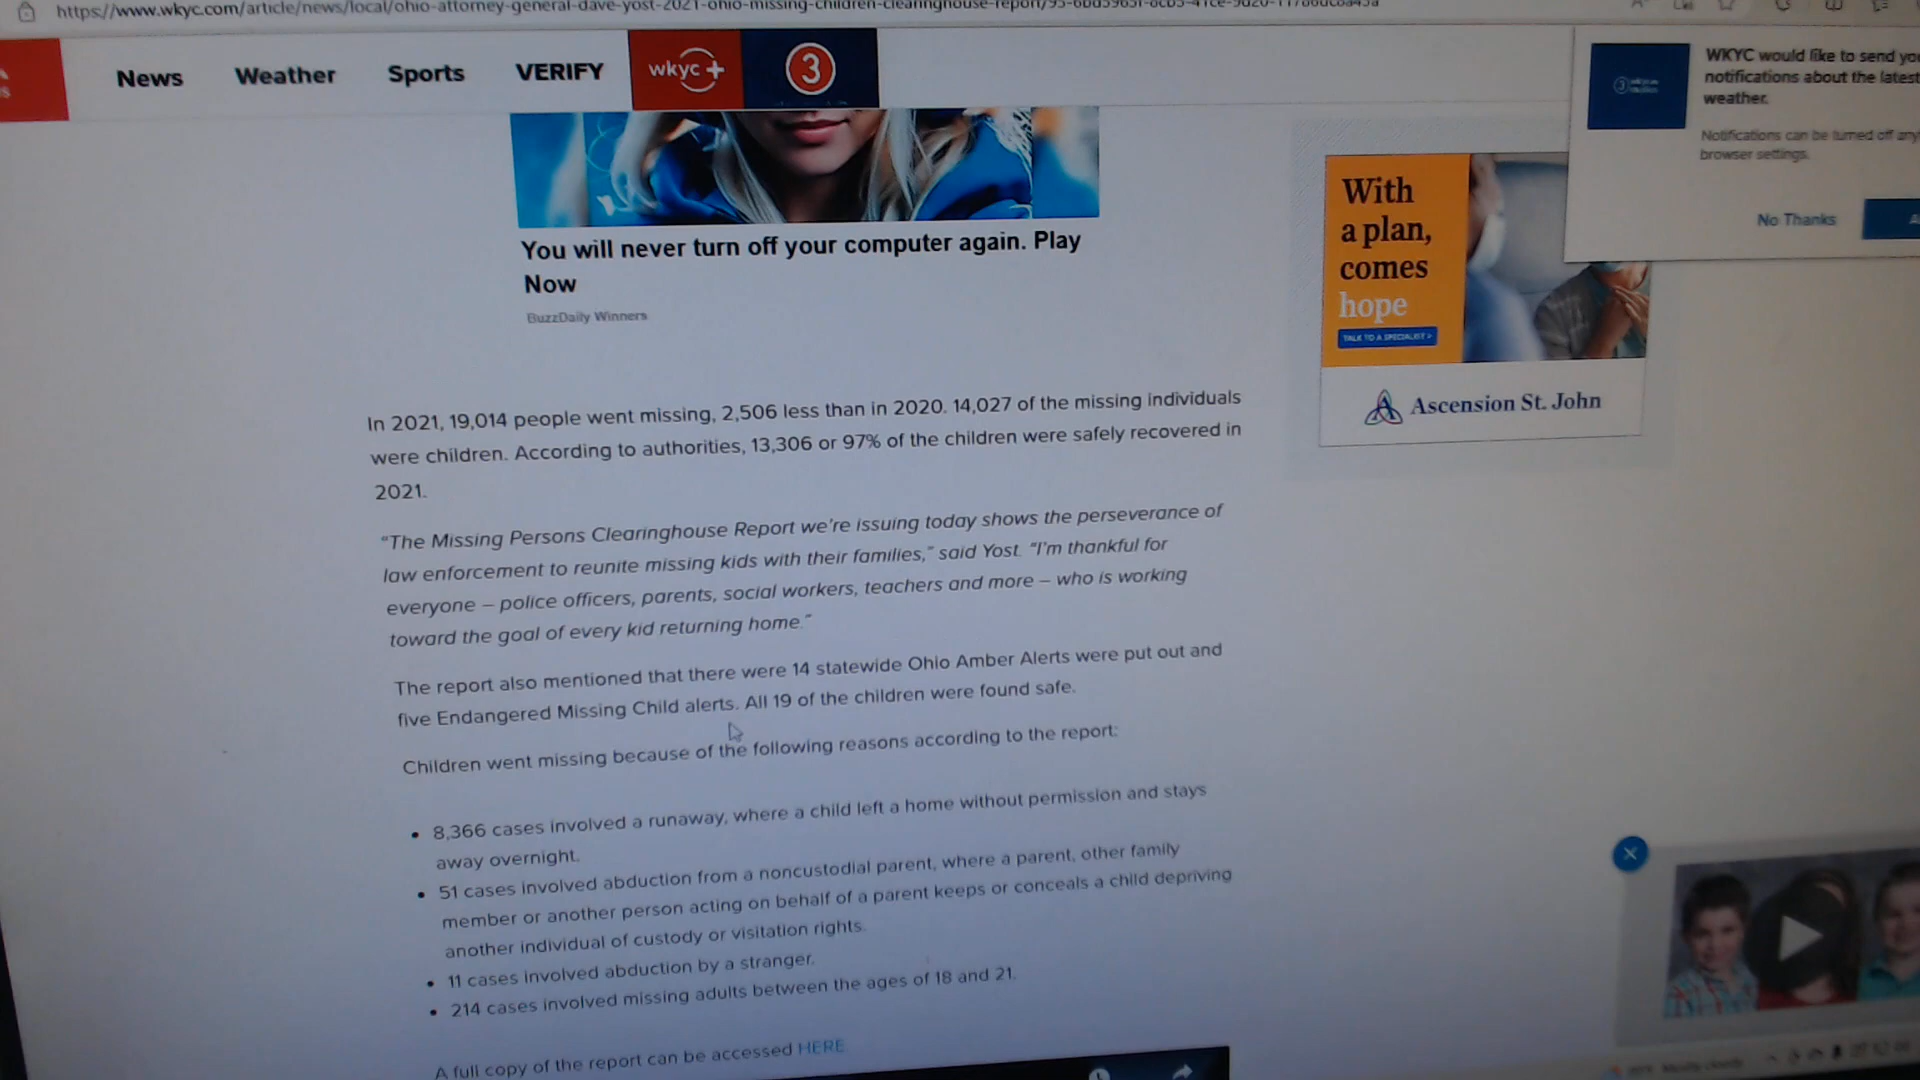 https://www.wkyc.com/article/news/local/ohio-attorney-general-dave-yost-2021-ohio-missing-children-clearinghouse-report/
News Weather Sports VERIFY wkyc+ 3
WKYC would like to send
notifications about the latest
weather.
Notifications can be turned off
browser settings.
No Thanks
You will never turn off your computer again. Play
Now
BuzzDaily Winners
With
a plan,
comes
hope
TALK TO A SPECIALIST >
Ascension St. John
In 2021, 19,014 people went missing, 2,506 less than in 2020. 14,027 of the missing individuals
were children. According to authorities, 13,306 or 97% of the children were safely recovered in
2021.
“The Missing Persons Clearinghouse Report we’re issuing today shows the perseverance of
law enforcement to reunite missing kids with their families,” said Yost. “I’m thankful for
everyone – police officers, parents, social workers, teachers and more – who is working
toward the goal of every kid returning home.”
The report also mentioned that there were 14 statewide Ohio Amber Alerts were put out and
five Endangered Missing Child alerts. All 19 of the children were found safe.
Children went missing because of the following reasons according to the report:
• 8,366 cases involved a runaway, where a child left a home without permission and stays
away overnight.
• 51 cases involved abduction from a noncustodial parent, where a parent, other family
member or another person acting on behalf of a parent keeps or conceals a child depriving
another individual of custody or visitation rights.
• 11 cases involved abduction by a stranger.
• 214 cases involved missing adults between the ages of 18 and 21.
A full copy of the report can be accessed HERE